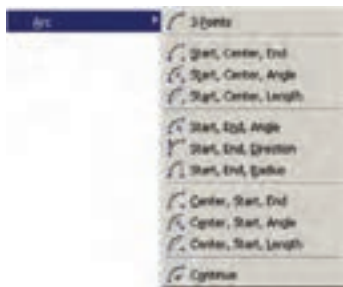 Arc
3 Points
Start, Center, End
Start, Center, Angle
Start, Center, Length
Start, End, Angle
Start, End, Direction
Start, End, Radius
Center, Start, End
Center, Start, Angle
Center, Start, Length
Continue